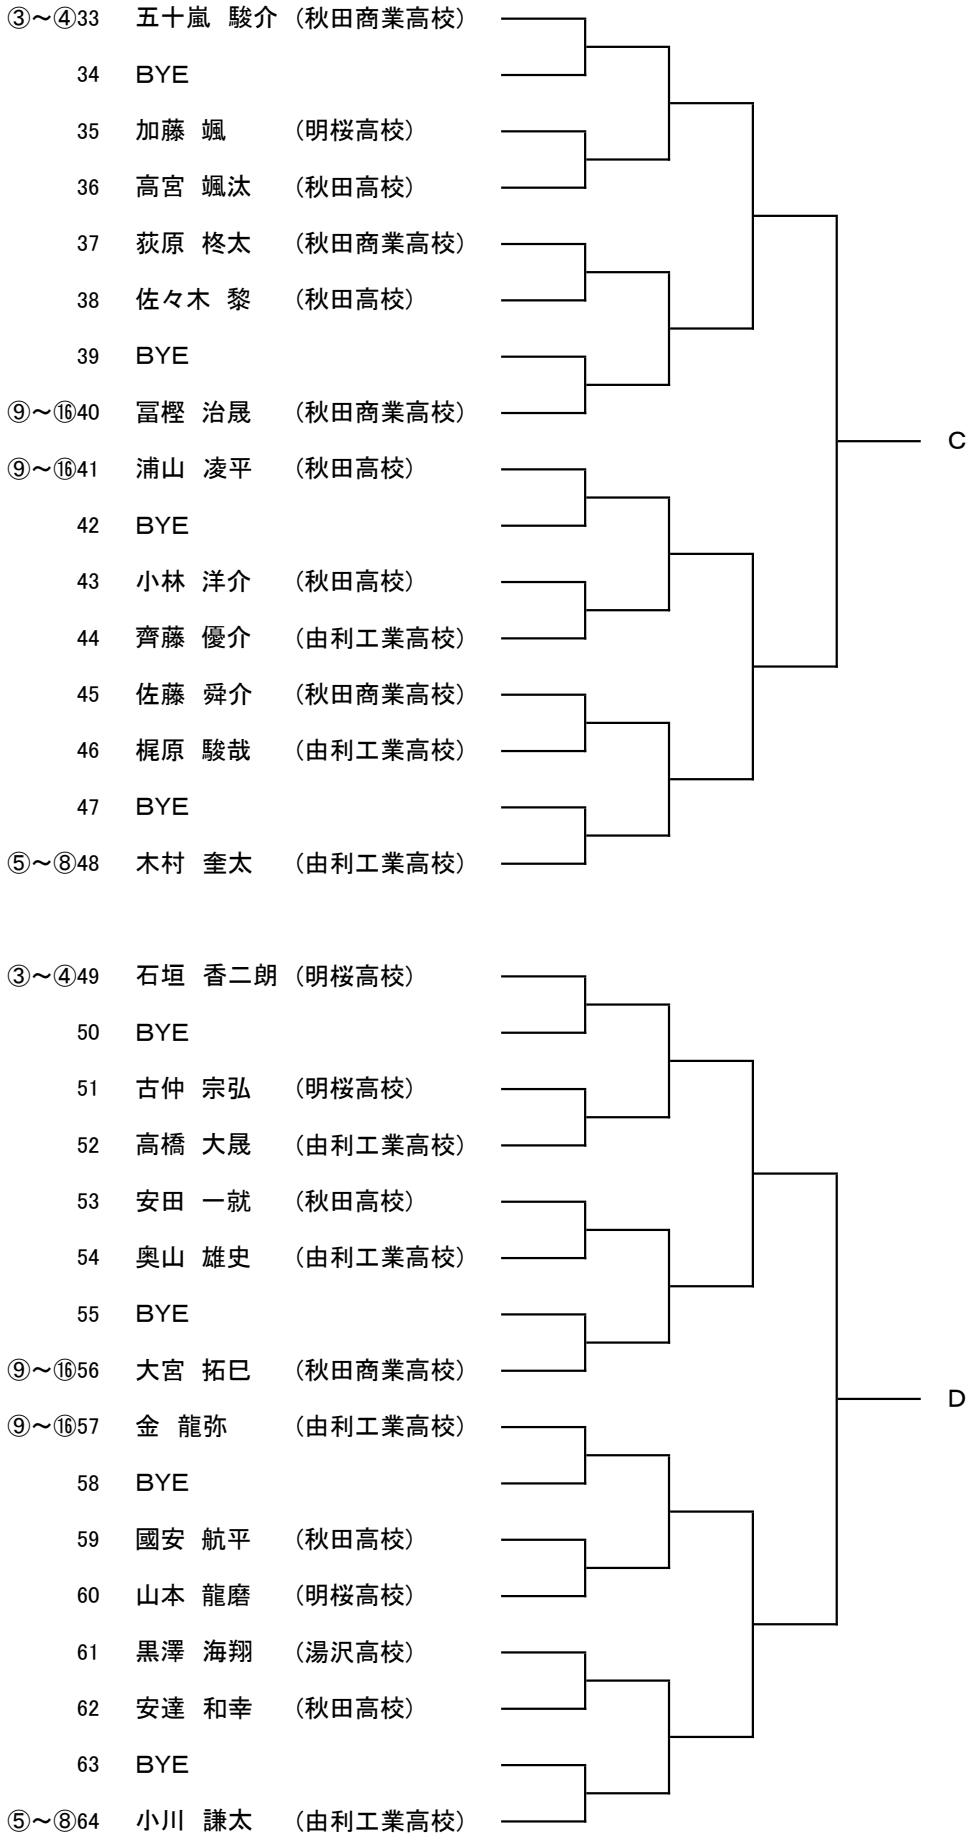 ③～④33 五十嵐 駿介 (秋田商業高校)
34 BYE
35 加藤 颯 (明桜高校)
36 高宮 颯汰 (秋田高校)
37 荻原 柊太 (秋田商業高校)
38 佐々木 黎 (秋田高校)
39 BYE
⑨～⑯40 冨樫 治晟 (秋田商業高校)
C
⑨～⑯41 浦山 凌平 (秋田高校)
42 BYE
43 小林 洋介 (秋田高校)
44 齊藤 優介 (由利工業高校)
45 佐藤 舜介 (秋田商業高校)
46 梶原 駿哉 (由利工業高校)
47 BYE
⑤～⑧48 木村 奎太 (由利工業高校)
③～④49 石垣 香二朗 (明桜高校)
50 BYE
51 古仲 宗弘 (明桜高校)
52 高橋 大晟 (由利工業高校)
53 安田 一就 (秋田高校)
54 奥山 雄史 (由利工業高校)
55 BYE
⑨～⑯56 大宮 拓巳 (秋田商業高校)
D
⑨～⑯57 金 龍弥 (由利工業高校)
58 BYE
59 國安 航平 (秋田高校)
60 山本 龍磨 (明桜高校)
61 黒澤 海翔 (湯沢高校)
62 安達 和幸 (秋田高校)
63 BYE
⑤～⑧64 小川 謙太 (由利工業高校)